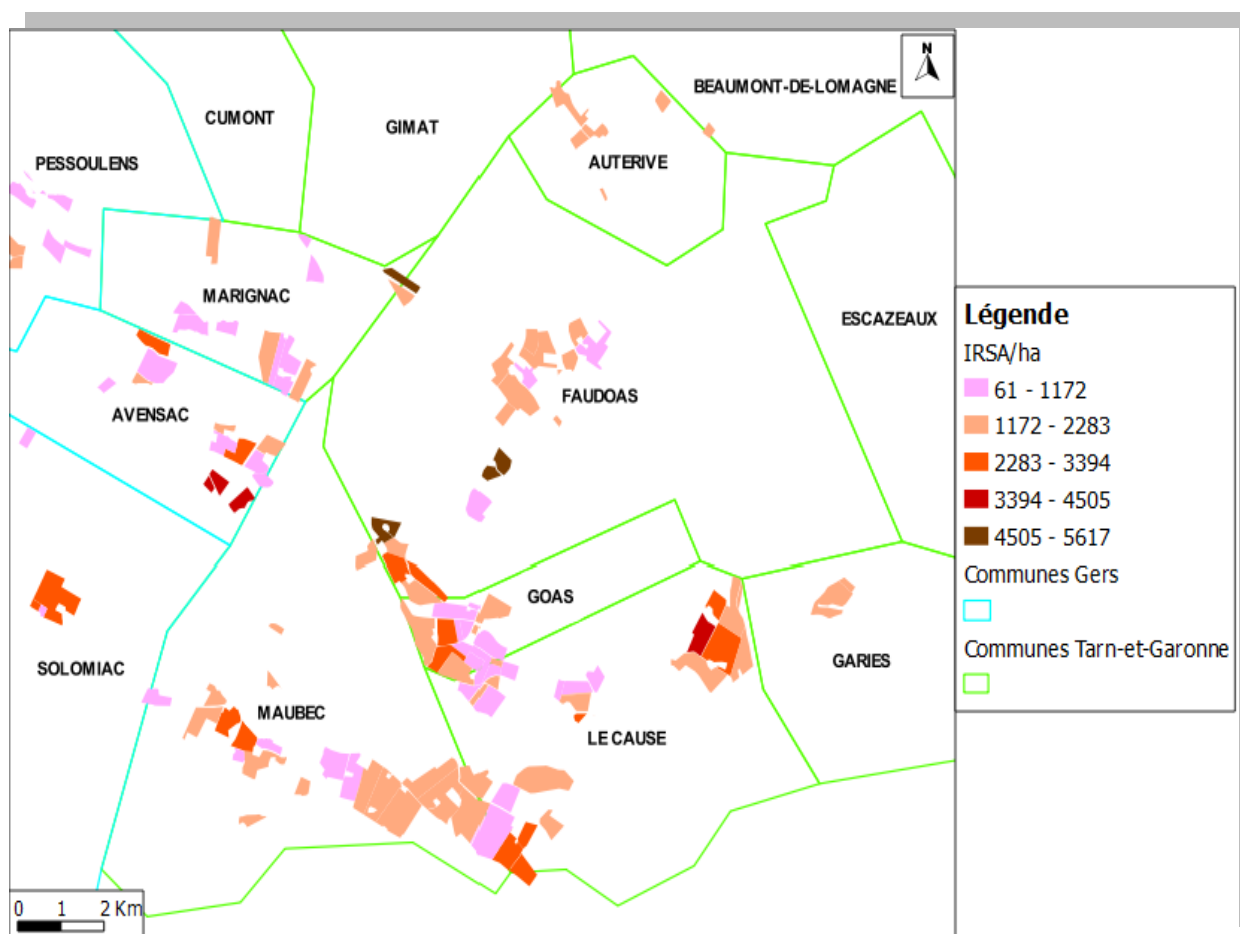 N
BEAUMONT-DE-LOMAGNE
CUMONT
GIMAT
PESSOULENS
AUTERIVE
MARIGNAC
ESCAZEAUX
FAUDOAS
AVENSAC
GOAS
GARIES
SOLOMIAC
MAUBEC
LE CAUSE
0 1 2 Km
Légende
IRSA/ha
61 - 1172
1172 - 2283
2283 - 3394
3394 - 4505
4505 - 5617
Communes Gers
Communes Tarn-et-Garonne